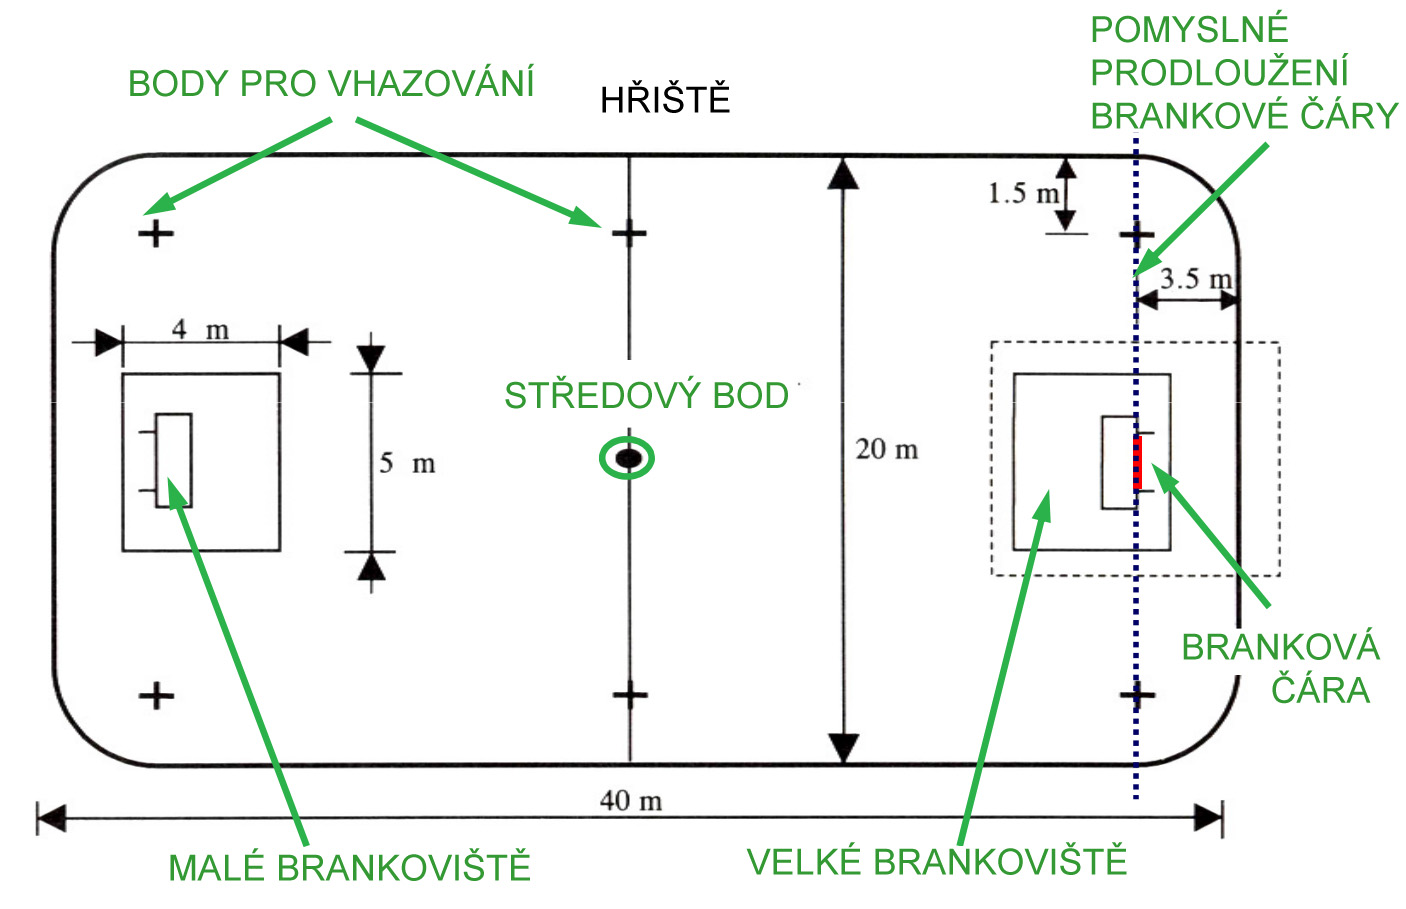 POMYSLNÉ
PRODLOUŽENÍ
BRANKOVÉ ČÁRY
BODY PRO VHAZOVÁNÍ
HŘIŠTĚ
1.5 m
3.5 m
4 m
STŘEDOVÝ BOD
5 m
20 m
BRANKOVÁ
ČÁRA
40 m
MALÉ BRANKOVIŠTĚ
VELKÉ BRANKOVIŠTĚ